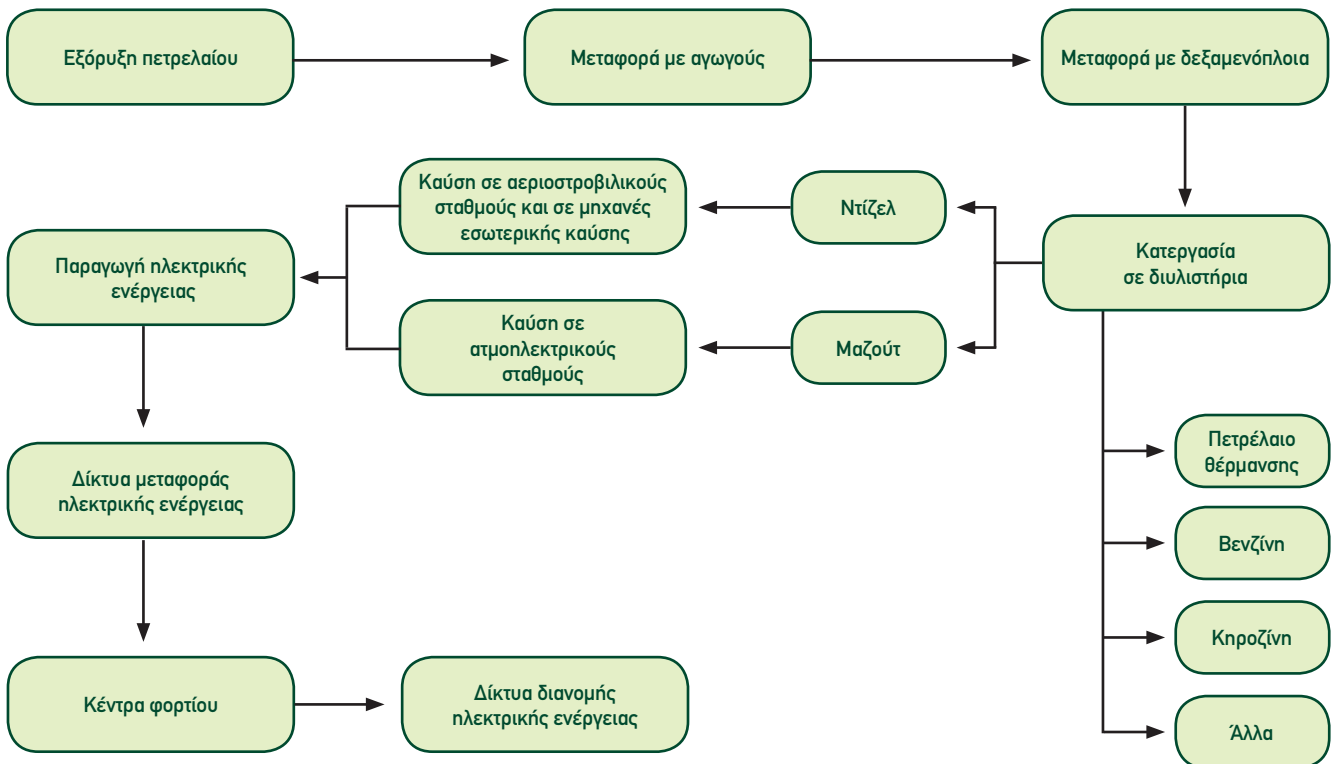 Εξόρυξη πετρελαίου
Μεταφορά με αγωγούς
Μεταφορά με δεξαμενόπλοια
Κατεργασία
σε διυλιστήρια
Ντίζελ
Καύση σε αεριοστροβιλικούς
σταθμούς και σε μηχανές
εσωτερικής καύσης
Μαζούτ
Καύση σε
ατμοηλεκτρικούς
σταθμούς
Παραγωγή ηλεκτρικής
ενέργειας
Δίκτυα μεταφοράς
ηλεκτρικής ενέργειας
Κέντρα φορτίου
Δίκτυα διανομής
ηλεκτρικής ενέργειας
Πετρέλαιο
θέρμανσης
Βενζίνη
Κηροζίνη
Άλλα